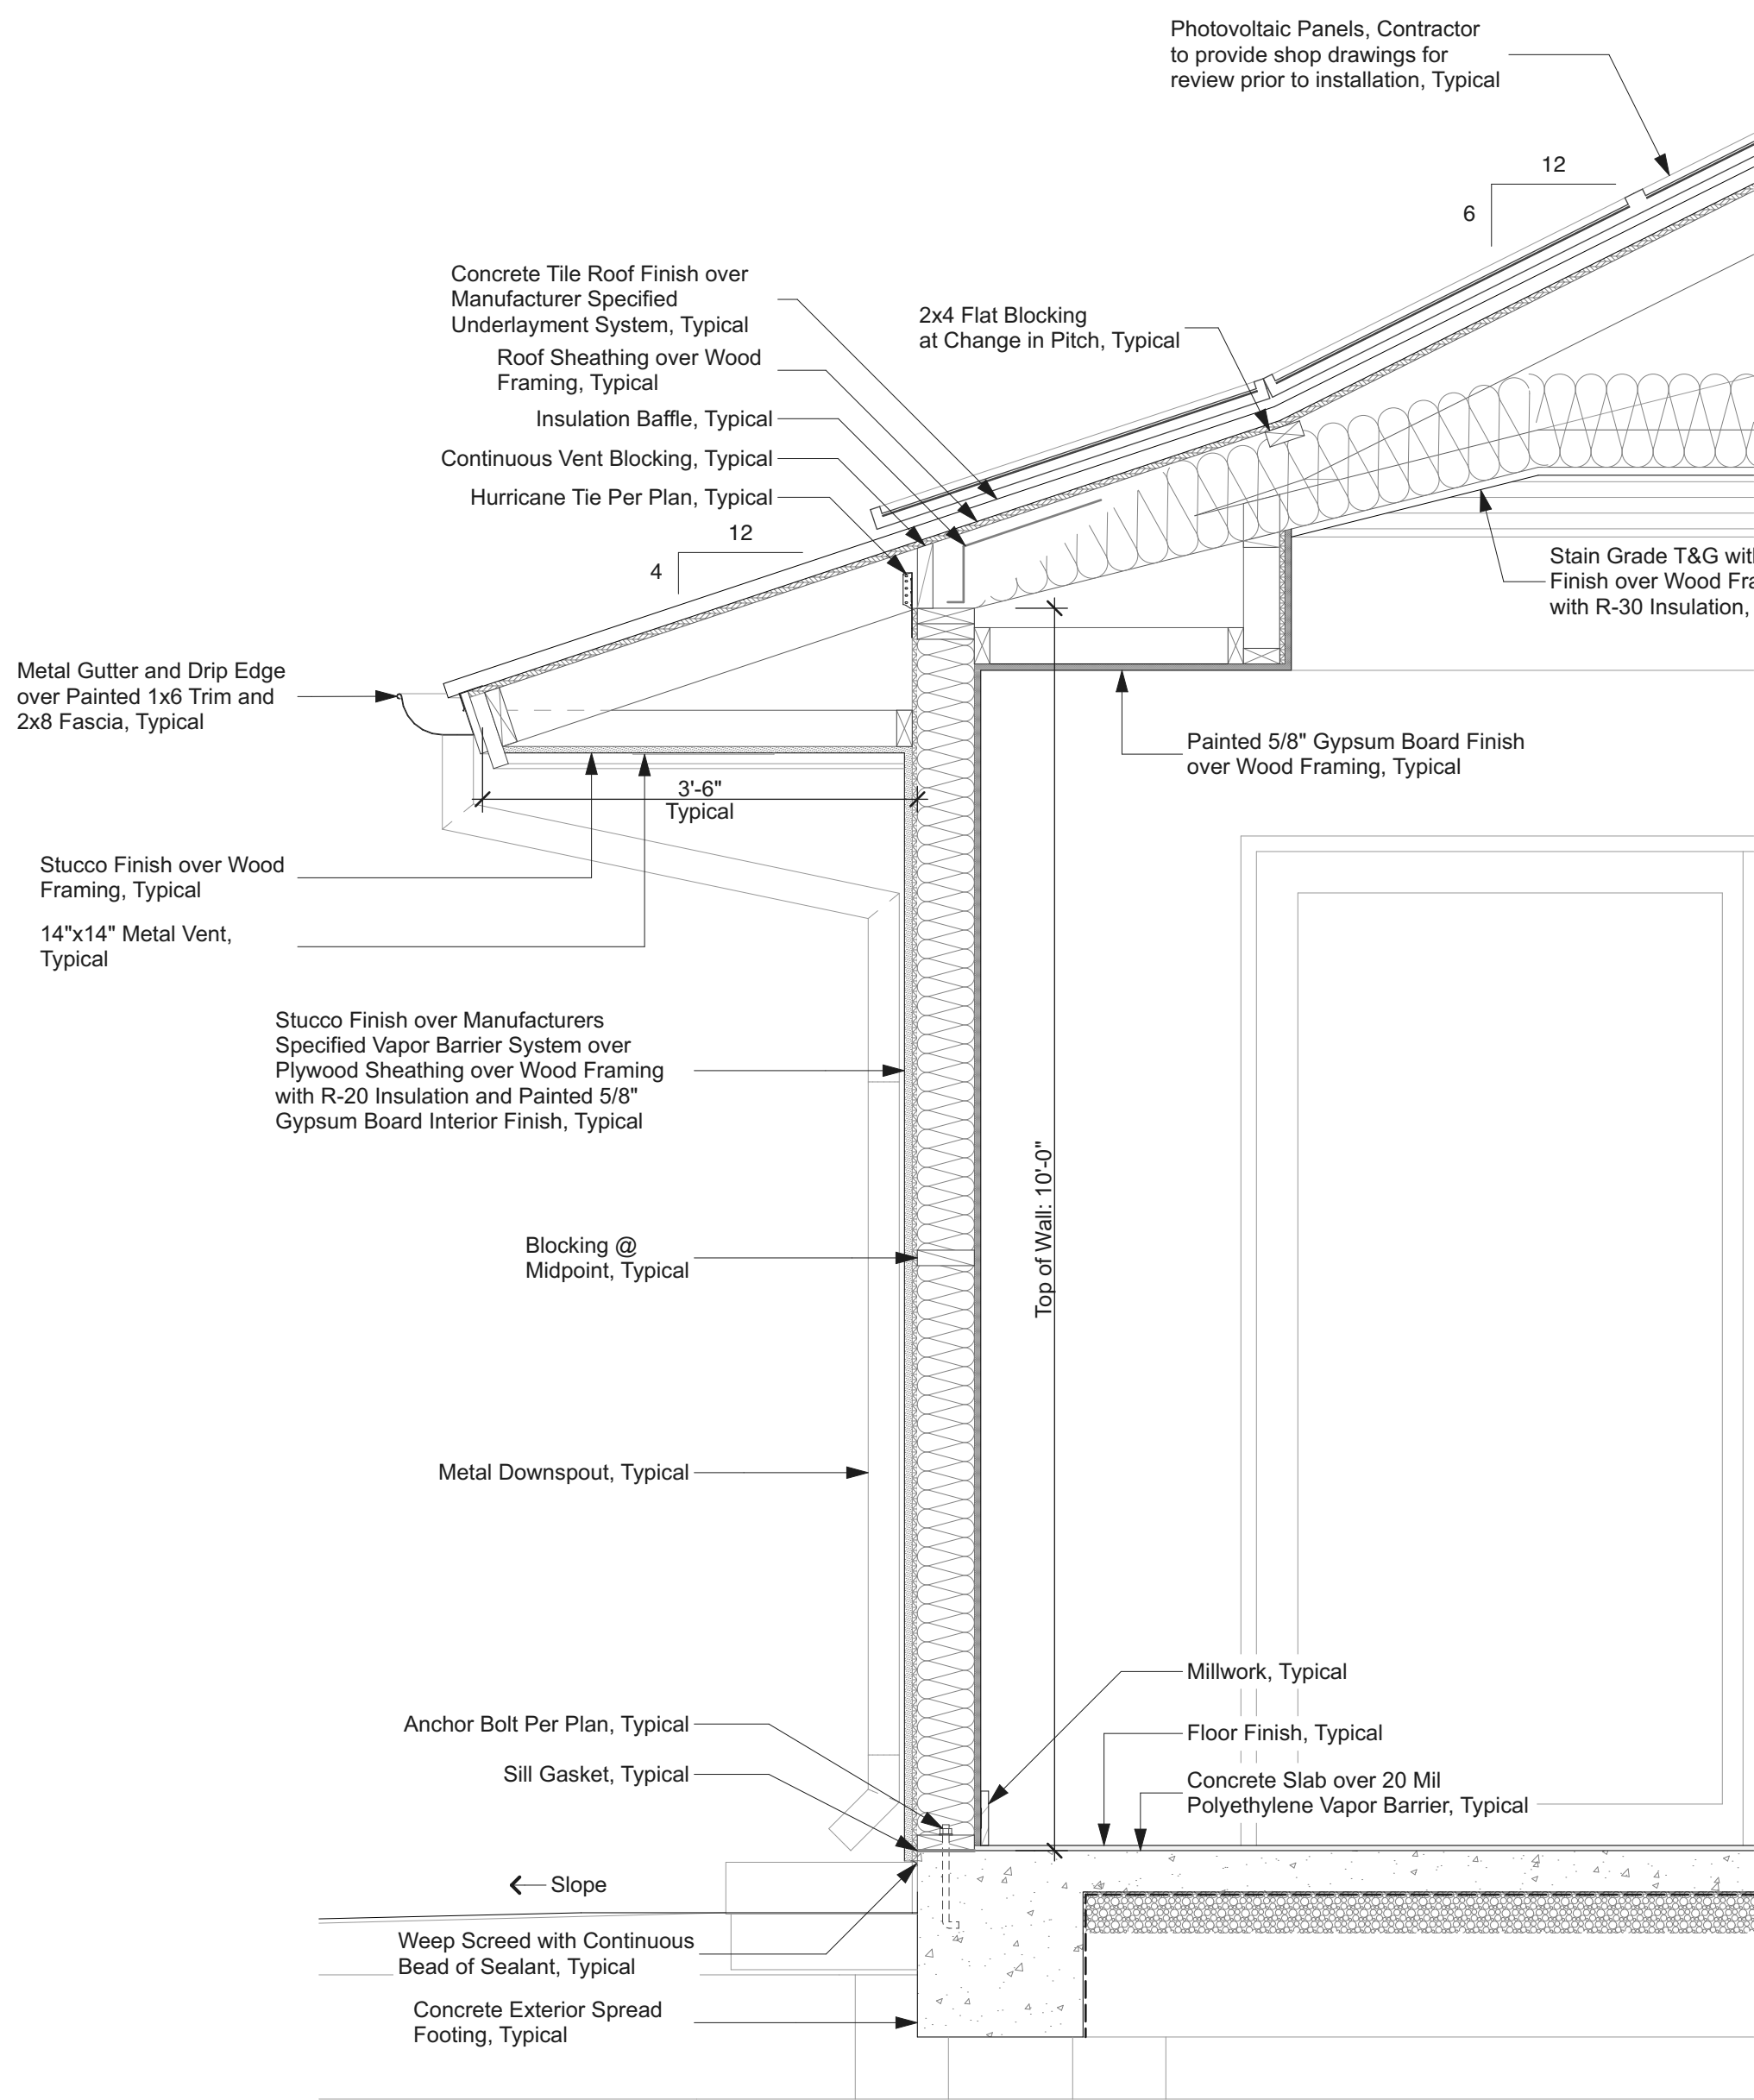 Photovoltaic Panels, Contractor
to provide shop drawings for
review prior to installation, Typical
12
6
Concrete Tile Roof Finish over
Manufacturer Specified
Underlayment System, Typical
2x4 Flat Blocking
at Change in Pitch, Typical
Roof Sheathing over Wood
Framing, Typical
Insulation Baffle, Typical
Continuous Vent Blocking, Typical
Hurricane Tie Per Plan, Typical
12
4
Stain Grade T&G
Finish over Wood
with R-30 Insulation,
Metal Gutter and Drip Edge
over Painted 1x6 Trim and
2x8 Fascia, Typical
Painted 5/8" Gypsum Board Finish
over Wood Framing, Typical
3'-6"
Typical
Stucco Finish over Wood
Framing, Typical
14"x14" Metal Vent,
Typical
Stucco Finish over Manufacturers
Specified Vapor Barrier System over
Plywood Sheathing over Wood Framing
with R-20 Insulation and Painted 5/8"
Gypsum Board Interior Finish, Typical
Top of Wall: 10'-0"
Blocking @
Midpoint, Typical
Metal Downspout, Typical
Millwork, Typical
Anchor Bolt Per Plan, Typical
Floor Finish, Typical
Sill Gasket, Typical
Concrete Slab over 20 Mil
Polyethylene Vapor Barrier, Typical
Slope
Weep Screed with Continuous
Bead of Sealant, Typical
Concrete Exterior Spread
Footing, Typical